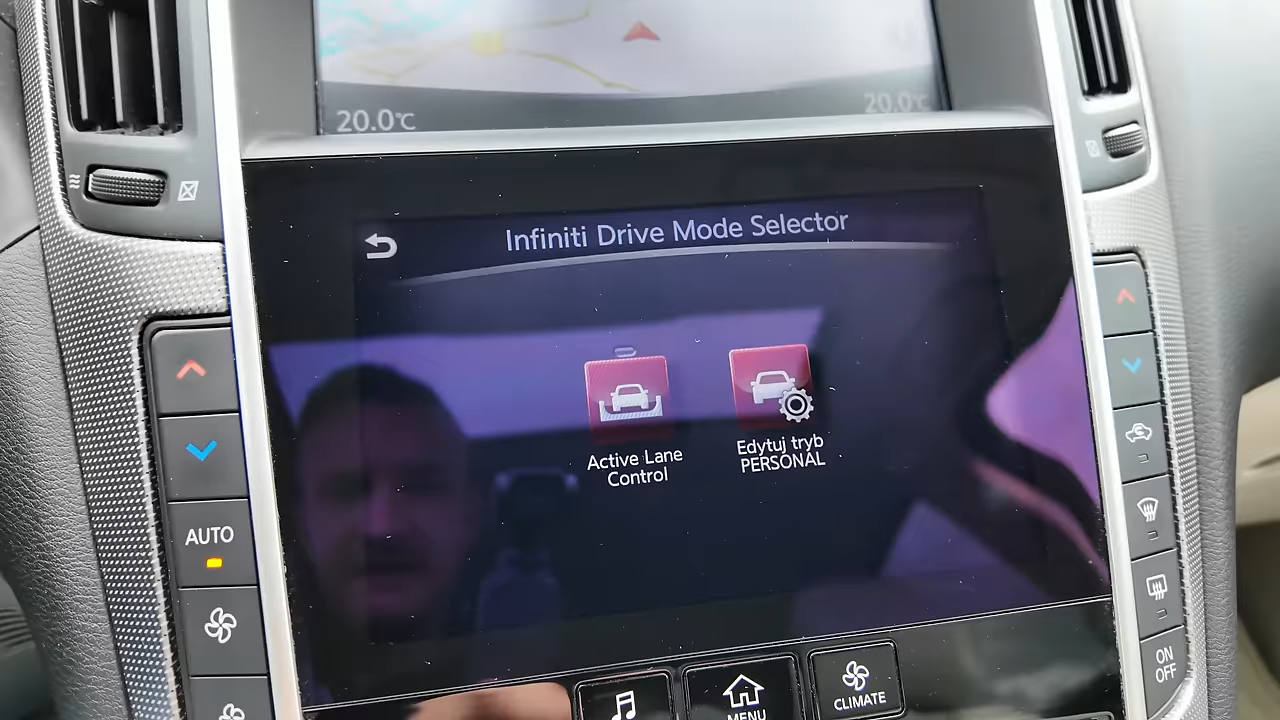 20.0℃
20.0℃
Infiniti Drive Mode Selector
Active Lane
Control
Edytuj tryb
PERSONAL
AUTO
ON
OFF
MENU
CLIMATE